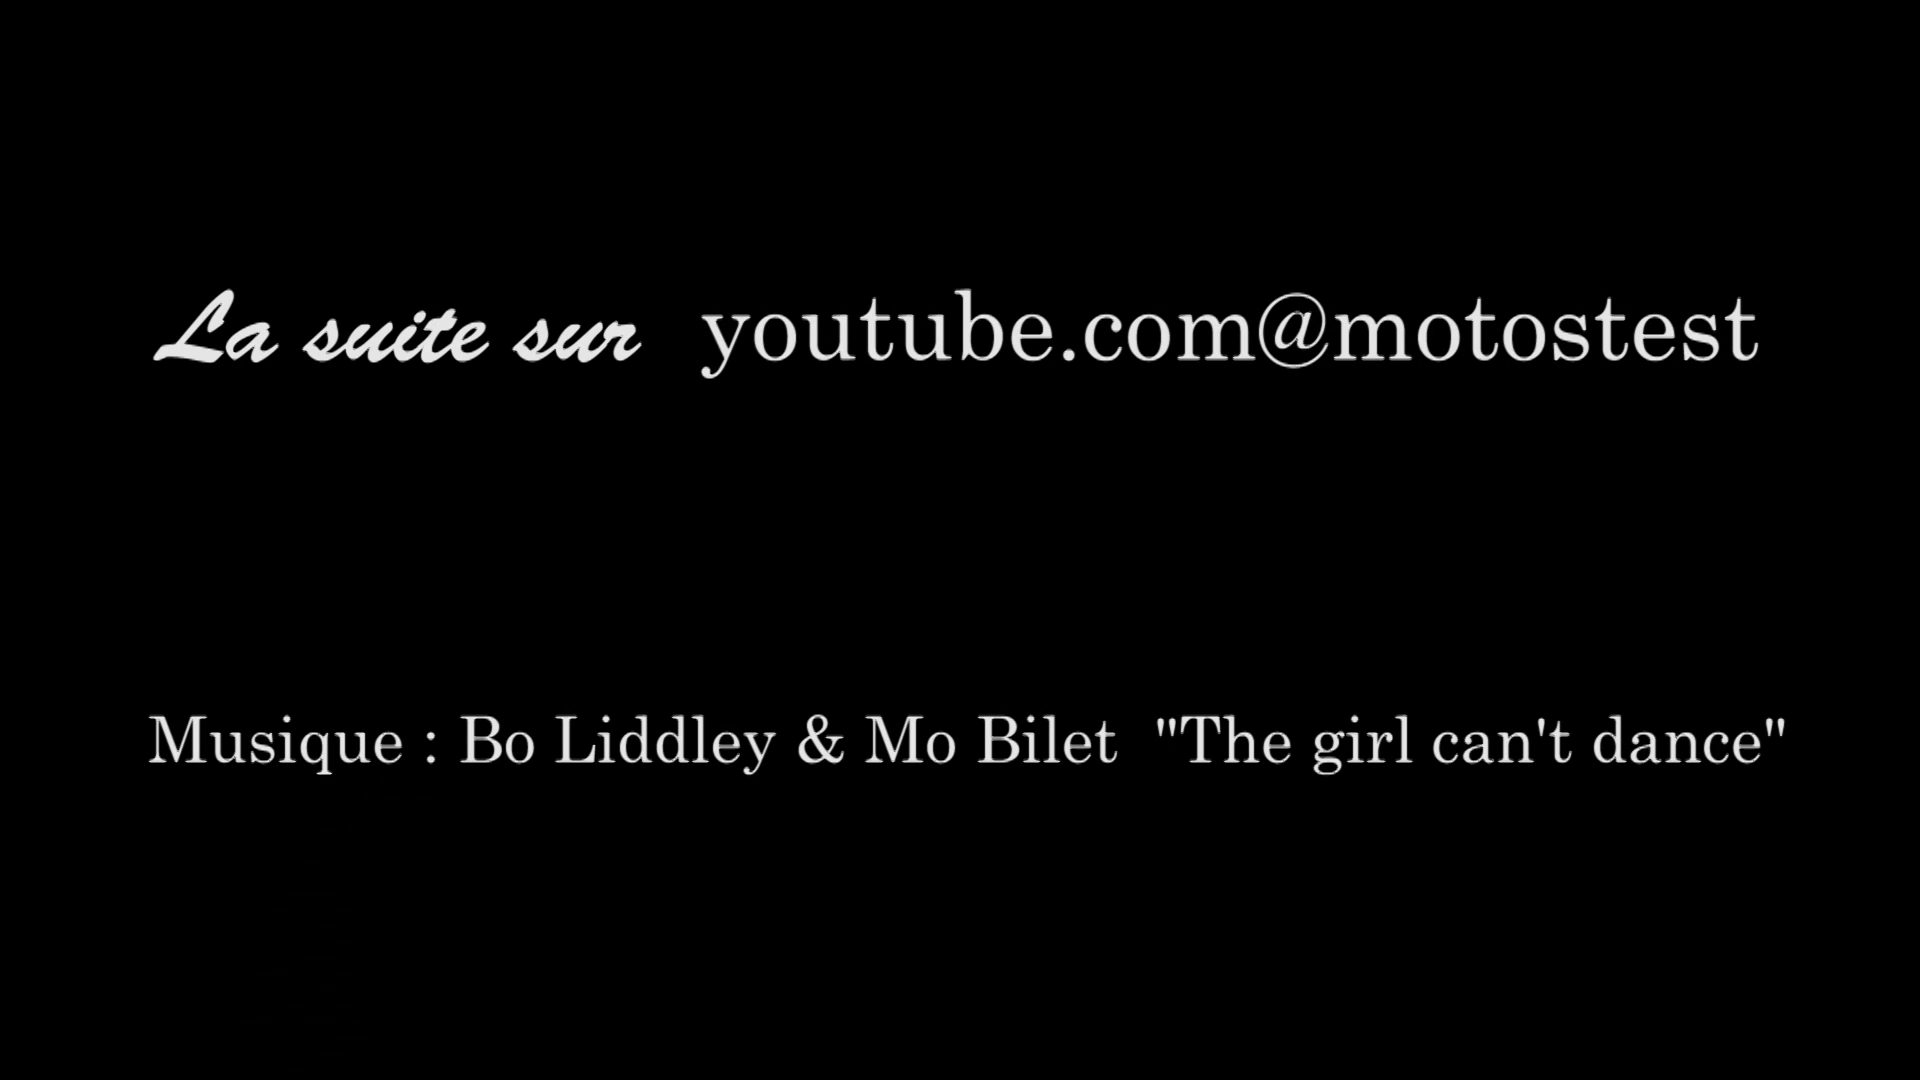 La suite sur youtube.com@motostest
Musique : Bo Liddley & Mo Bilet "The girl can't dance"